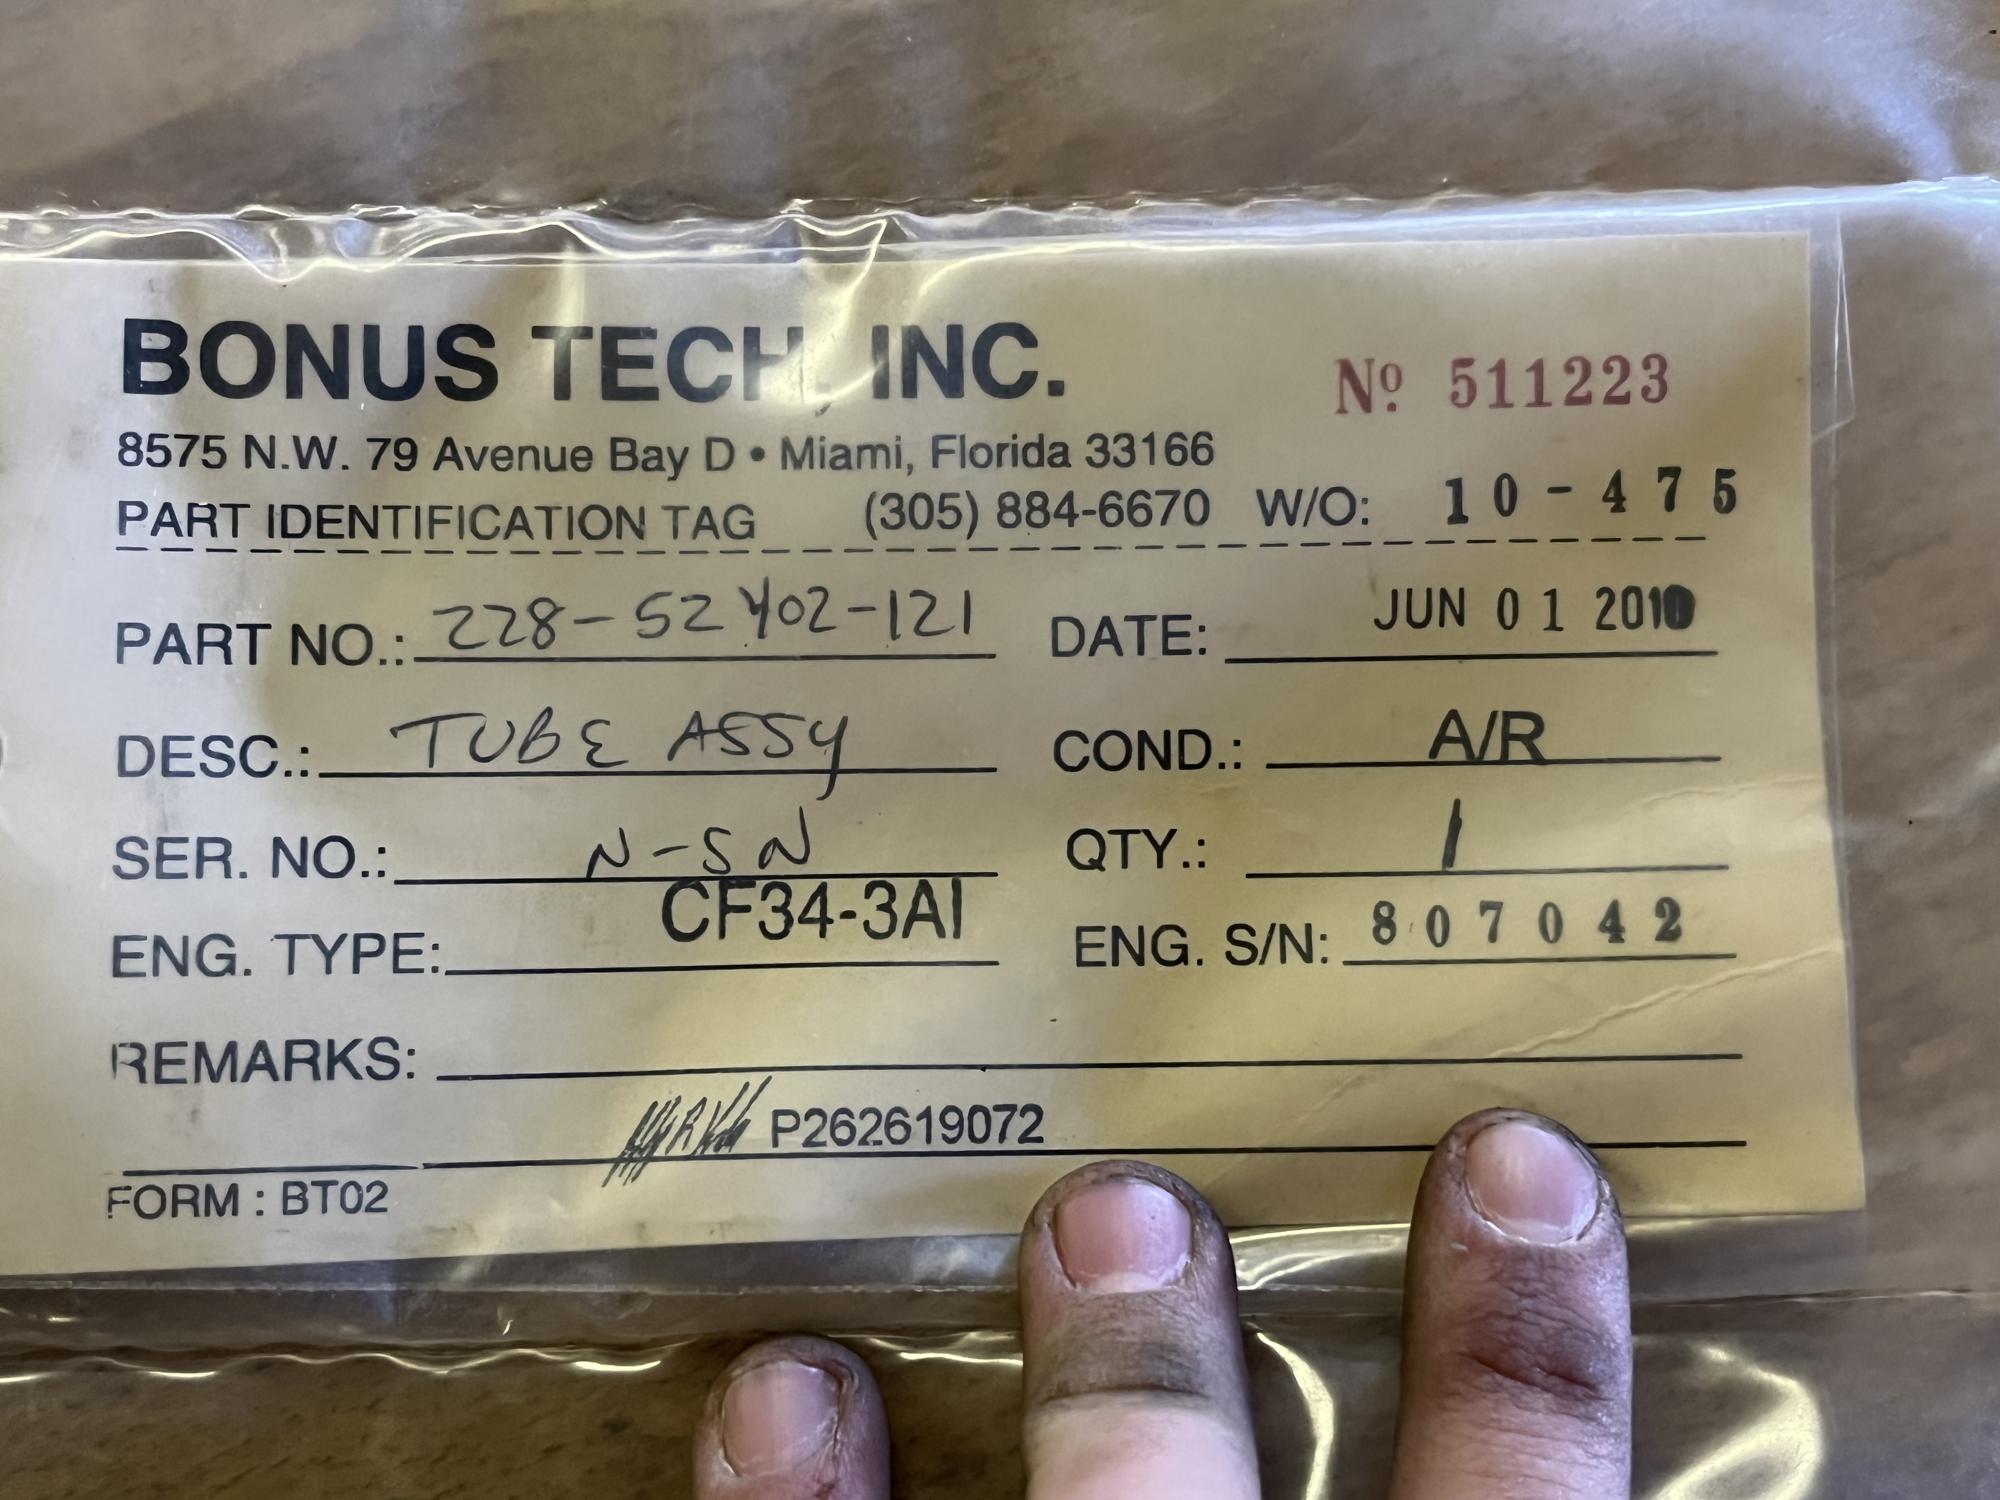 BONUS TECH, INC.
Nº 511223
8575 N.W. 79 Avenue Bay D • Miami, Florida 33166
PART IDENTIFICATION TAG (305) 884-6670 W/O: 10-475
PART NO.: 228-52402-121 DATE: JUN 01 2010
DESC.: TUBE ASSY COND.: A/R
SER. NO.: N-SN QTY.: 1
ENG. TYPE: CF34-3A1 ENG. S/N: 807042
REMARKS:
P262619072
FORM : BT02